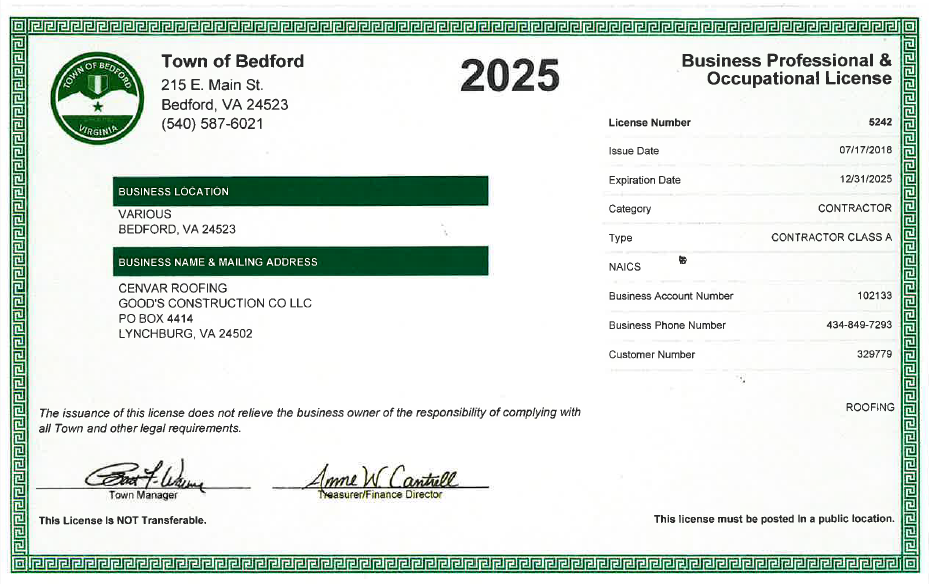 TOWN OF BEDFORD
VIRGINIA
Town of Bedford
215 E. Main St.
Bedford, VA 24523
(540) 587-6021
2025
Business Professional &
Occupational License
License Number 5242
Issue Date 07/17/2018
Expiration Date 12/31/2025
Category CONTRACTOR
Type CONTRACTOR CLASS A
NAICS
Business Account Number 102133
Business Phone Number 434-849-7293
Customer Number 329779
ROOFING
BUSINESS LOCATION
VARIOUS
BEDFORD, VA 24523
BUSINESS NAME & MAILING ADDRESS
CENVAR ROOFING
GOOD'S CONSTRUCTION CO LLC
PO BOX 4414
LYNCHBURG, VA 24502
The issuance of this license does not relieve the business owner of the responsibility of complying with
all Town and other legal requirements.
Anne W. Cantrell
Town Manager
Treasurer/Finance Director
This License is NOT Transferable.
This license must be posted in a public location.